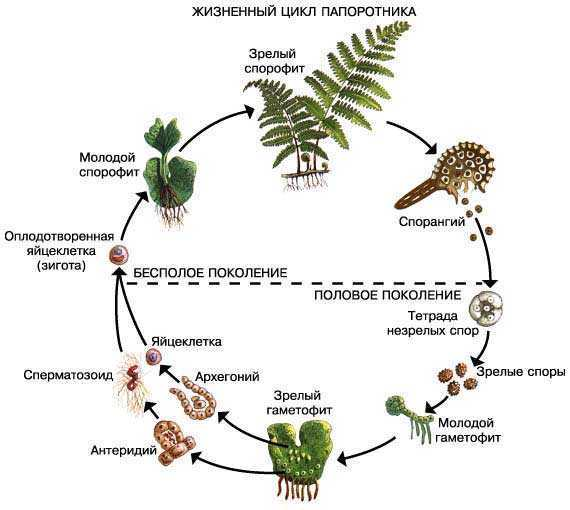 ЖИЗНЕННЫЙ ЦИКЛ ПАПОРОТНИКА
Зрелый
спорофит
Молодой
спорофит
Спорангий
Оплодотворенная
яйцеклетка
(зигота)
БЕСПОЛОЕ ПОКОЛЕНИЕ
ПОЛОВОЕ ПОКОЛЕНИЕ
Тетрада
незрелых спор
Яйцеклетка
Сперматозоид
Архегоний
Зрелый
гаметофит
Зрелые споры
Молодой
гаметофит
Антеридий